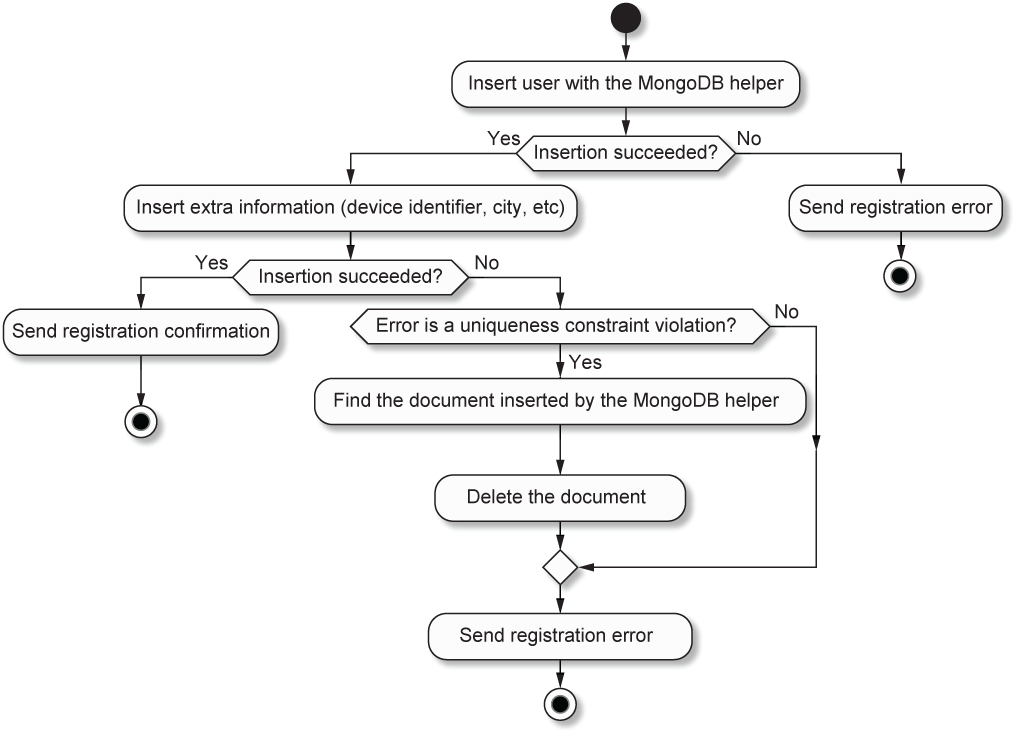 Insert user with the MongoDB helper
Yes
Insertion succeeded?
No
Insert extra information (device identifier, city, etc)
Send registration error
Yes
Insertion succeeded?
No
Send registration confirmation
Error is a uniqueness constraint violation?
No
Yes
Find the document inserted by the MongoDB helper
Delete the document
Send registration error